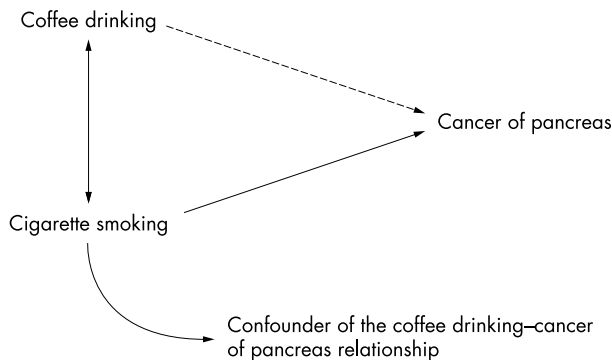 Coffee drinking
Cancer of pancreas
Cigarette smoking
Confounder of the coffee drinking–cancer
of pancreas relationship